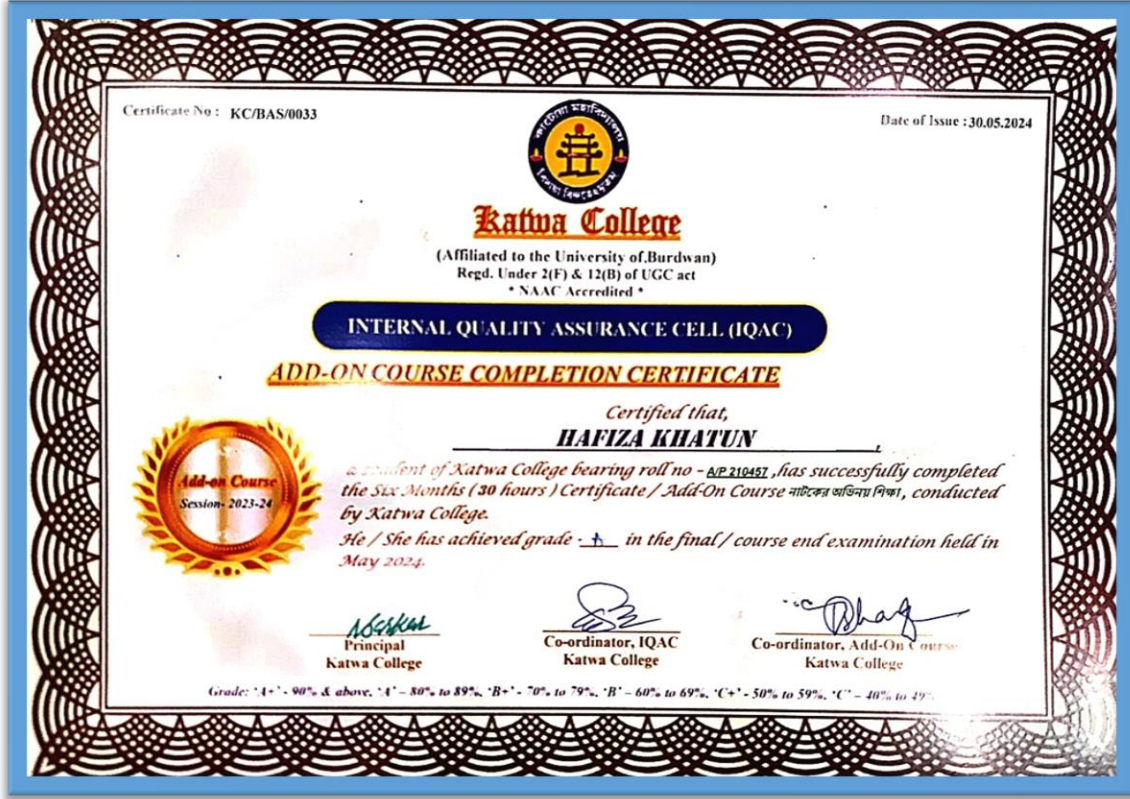 Certificate No : KC/BAS/0033
Date of Issue : 30.05.2024
কাটোয়া মহাবিদ্যালয়
Katwa College
(Affiliated to the University of Burdwan)
Regd. Under 2(F) & 12(B) of UGC act
* NAAC Accredited *
INTERNAL QUALITY ASSURANCE CELL (IQAC)
ADD-ON COURSE COMPLETION CERTIFICATE
Certified that,
HAFIZA KHATUN,
Add-on Course
Session- 2023-24
a student of Katwa College bearing roll no - A/P 210457 ,has successfully completed
the Six Months ( 30 hours ) Certificate / Add-On Course নাটকের অভিনয় শিক্ষা, conducted
by Katwa College.
He / She has achieved grade - A in the final / course end examination held in
May 2024.
Principal
Katwa College
Co-ordinator, IQAC
Katwa College
Co-ordinator, Add-On Course
Katwa College
Grade: 'A+' - 90% & above, 'A' – 80% to 89%, 'B+' - 70% to 79%, 'B' – 60% to 69%, 'C+' - 50% to 59%, 'C' – 40% to 49%